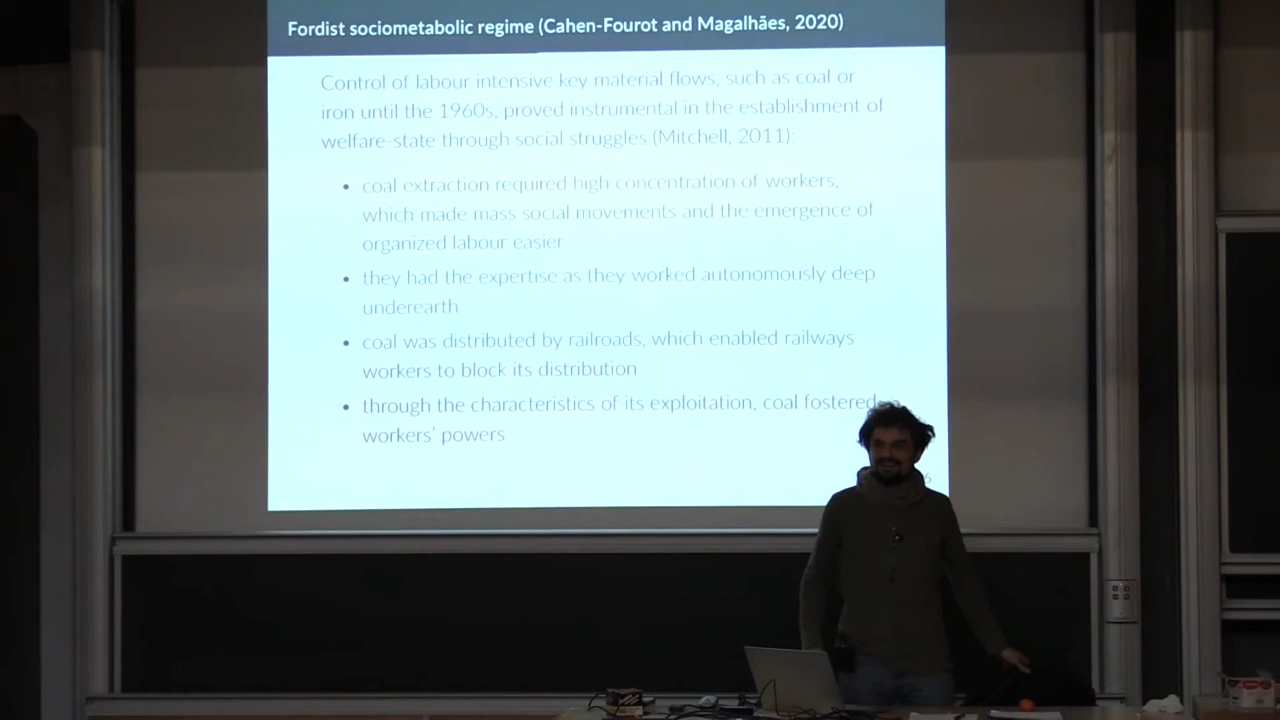 Fordist sociometabolic regime (Cahen-Fourot and Magalhães, 2020)
Control of labour intensive key material flows, such as coal or
iron until the 1960s, proved instrumental in the establishment of
welfare-state through social struggles (Mitchell, 2011):
• coal extraction required high concentration of workers,
which made mass social movements and the emergence of
organized labour easier
• they had the expertise as they worked autonomously deep
underearth
• coal was distributed by railroads, which enabled railways
workers to block its distribution
• through the characteristics of its exploitation, coal fostered
workers' powers